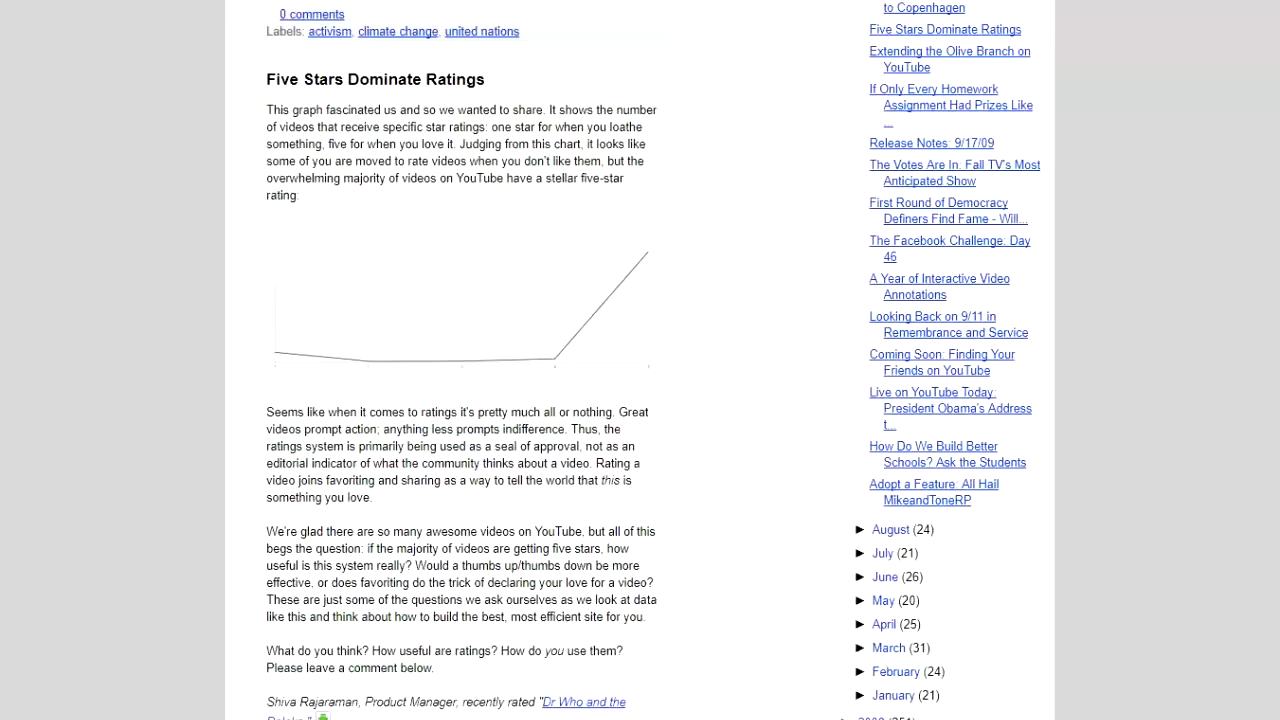 0 comments
Labels: activism, climate change, united nations
Five Stars Dominate Ratings
This graph fascinated us and so we wanted to share. It shows the number
of videos that receive specific star ratings: one star for when you loathe
something, five for when you love it. Judging from this chart, it looks like
some of you are moved to rate videos when you don't like them, but the
overwhelming majority of videos on YouTube have a stellar five-star
rating:
Seems like when it comes to ratings it's pretty much all or nothing. Great
videos prompt action; anything less prompts indifference. Thus, the
ratings system is primarily being used as a seal of approval, not as an
editorial indicator of what the community thinks about a video. Rating a
video joins favoriting and sharing as a way to tell the world that this is
something you love.
We're glad there are so many awesome videos on YouTube, but all of this
begs the question: if the majority of videos are getting five stars, how
useful is this system really? Would a thumbs up/thumbs down be more
effective, or does favoriting do the trick of declaring your love for a video?
These are just some of the questions we ask ourselves as we look at data
like this and think about how to build the best, most efficient site for you.
What do you think? How useful are ratings? How do you use them?
Please leave a comment below.
Shiva Rajaraman, Product Manager, recently rated "Dr Who and the
to Copenhagen
Five Stars Dominate Ratings
Extending the Olive Branch on
YouTube
If Only Every Homework
Assignment Had Prizes Like
...
Release Notes: 9/17/09
The Votes Are In: Fall TV's Most
Anticipated Show
First Round of Democracy
Definers Find Fame - Will...
The Facebook Challenge: Day
46
A Year of Interactive Video
Annotations
Looking Back on 9/11 in
Remembrance and Service
Coming Soon: Finding Your
Friends on YouTube
Live on YouTube Today:
President Obama's Address
t...
How Do We Build Better
Schools? Ask the Students
Adopt a Feature: All Hail
MikeandToneRP
► August (24)
► July (21)
► June (26)
► May (20)
► April (25)
► March (31)
► February (24)
► January (21)